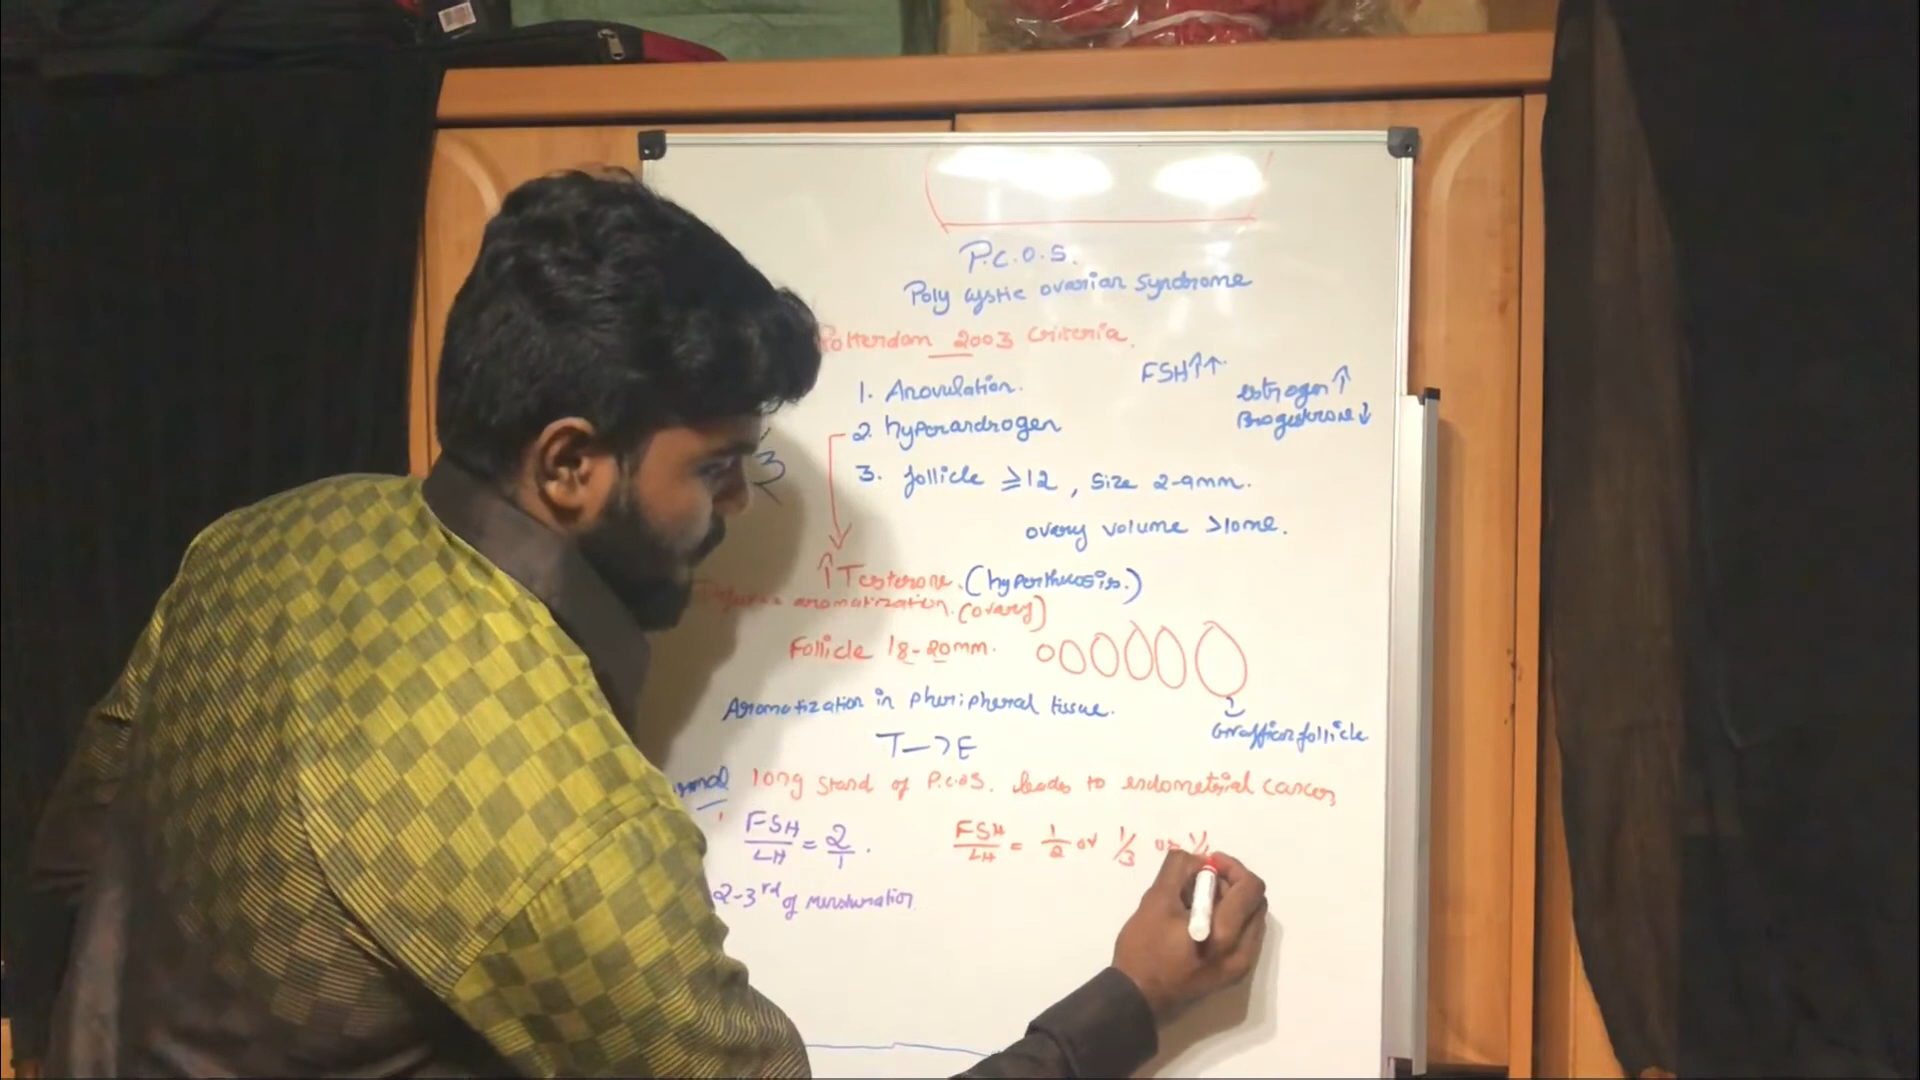 P.C.O.S.
Poly cystic ovarian syndrome
Rotterdam 2003 criteria.
1. Anovulation.
FSH↑↑
estrogen↑
Progesterone↓
2. hyperandrogen
3
3. follicle ≥12, size 2-9mm.
ovary volume >10ml.
↑Testerone. (hyperthecosis.)
aromatization. (ovary)
Follicle 18-20mm.
Aromatization in pheripheral tissue.
Graffian follicle
T→E
long stand of P.C.O.S. leads to endometrial cancer
FSH/LH = 2/1.
FSH/LH = 1/2 or 1/3 or
2-3rd of menstruation